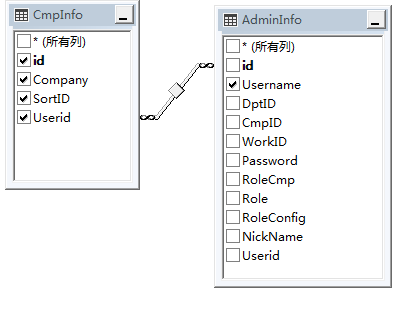 CmpInfo
* (所有列)
id
Company
SortID
Userid
AdminInfo
* (所有列)
id
Username
DptID
CmpID
WorkID
Password
RoleCmp
Role
RoleConfig
NickName
Userid